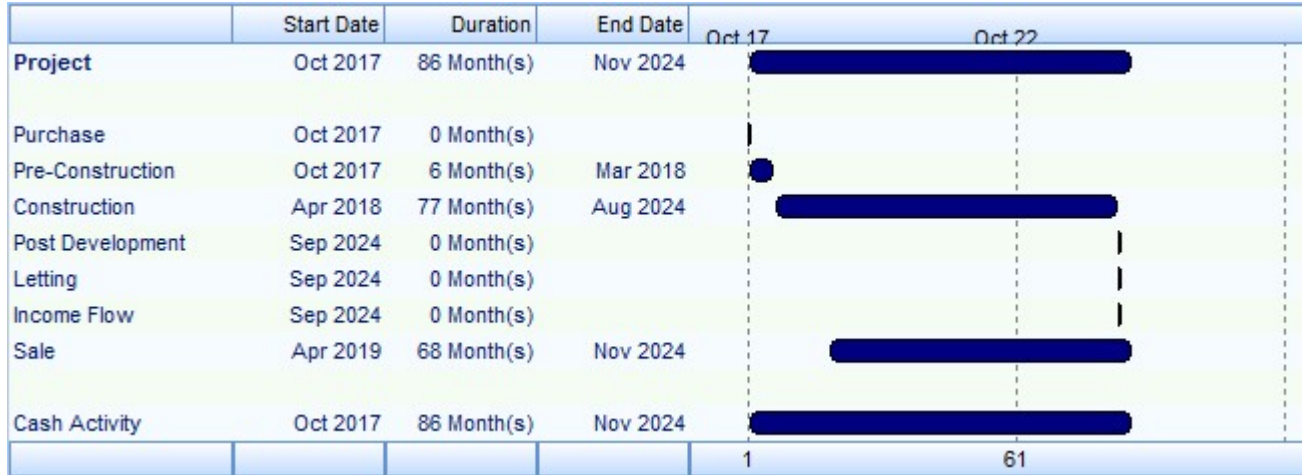 Start Date Duration End Date Oct 17 Oct 22
Project Oct 2017 86 Month(s) Nov 2024
Purchase Oct 2017 0 Month(s)
Pre-Construction Oct 2017 6 Month(s) Mar 2018
Construction Apr 2018 77 Month(s) Aug 2024
Post Development Sep 2024 0 Month(s)
Letting Sep 2024 0 Month(s)
Income Flow Sep 2024 0 Month(s)
Sale Apr 2019 68 Month(s) Nov 2024
Cash Activity Oct 2017 86 Month(s) Nov 2024
1 61